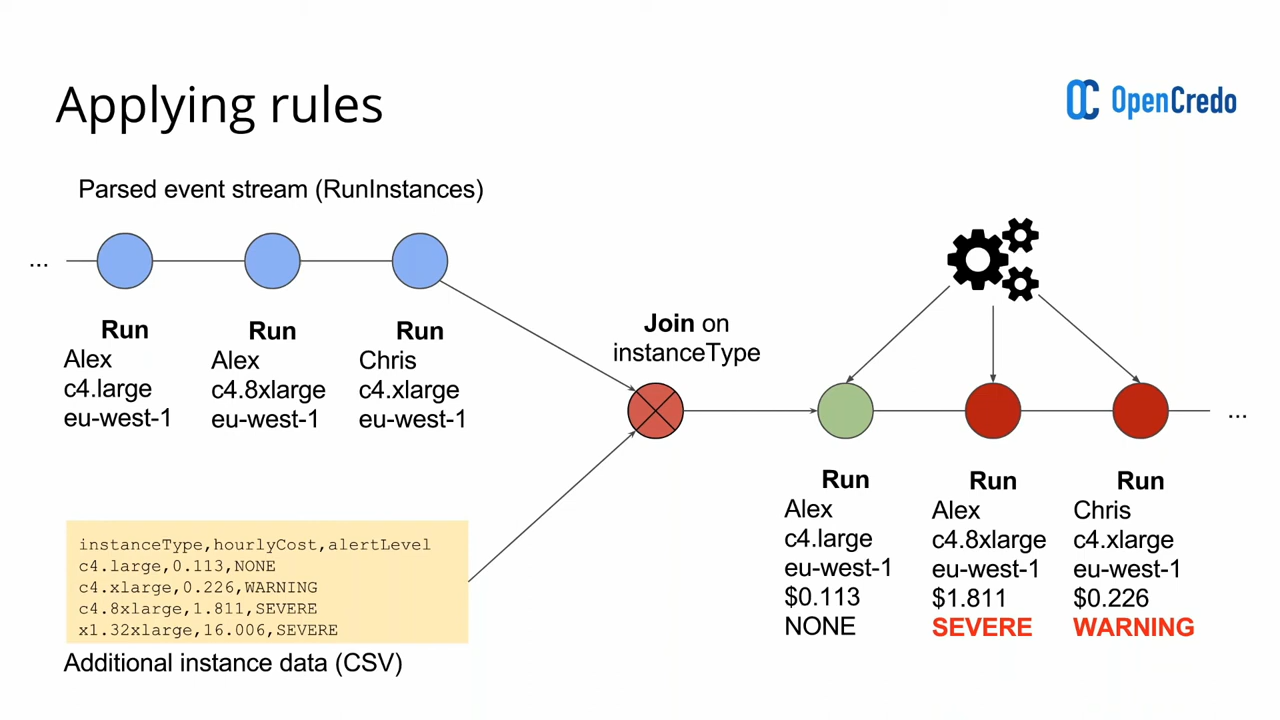 Applying rules
OpenCredo
Parsed event stream (RunInstances)
...
Run
Alex
c4.large
eu-west-1
Run
Alex
c4.8xlarge
eu-west-1
Run
Chris
c4.xlarge
eu-west-1
Join on
instanceType
instanceType,hourlyCost,alertLevel
c4.large,0.113,NONE
c4.xlarge,0.226,WARNING
c4.8xlarge,1.811,SEVERE
x1.32xlarge,16.006,SEVERE
Additional instance data (CSV)
Run
Alex
c4.large
eu-west-1
$0.113
NONE
Run
Alex
c4.8xlarge
eu-west-1
$1.811
SEVERE
Run
Chris
c4.xlarge
eu-west-1
$0.226
WARNING
...